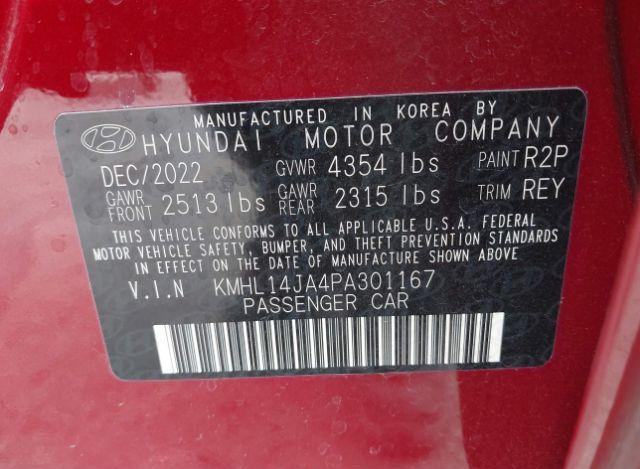 MANUFACTURED IN KOREA BY
HYUNDAI MOTOR COMPANY
DEC/2022 GVWR 4354 lbs PAINT R2P
GAWR FRONT 2513 lbs GAWR REAR 2315 lbs TRIM REY
THIS VEHICLE CONFORMS TO ALL APPLICABLE U.S.A. FEDERAL
MOTOR VEHICLE SAFETY, BUMPER, AND THEFT PREVENTION STANDARDS
IN EFFECT ON THE DATE OF MANUFACTURE SHOWN ABOVE
V.I.N KMHL14JA4PA301167
PASSENGER CAR